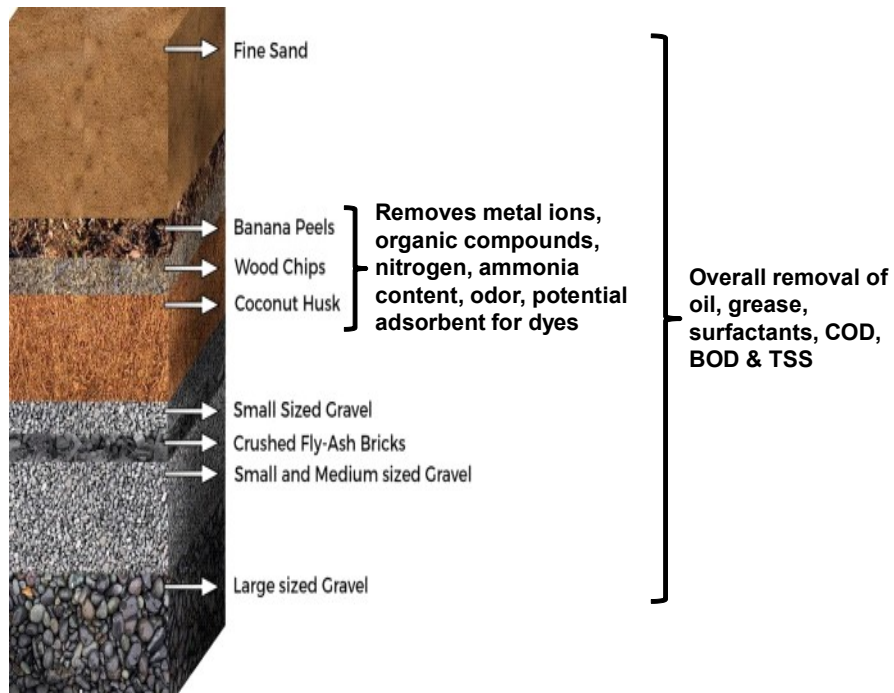 Fine Sand
Banana Peels
Wood Chips
Coconut Husk
Removes metal ions,
organic compounds,
nitrogen, ammonia
content, odor, potential
adsorbent for dyes
Overall removal of
oil, grease,
surfactants, COD,
BOD & TSS
Small Sized Gravel
Crushed Fly-Ash Bricks
Small and Medium sized Gravel
Large sized Gravel